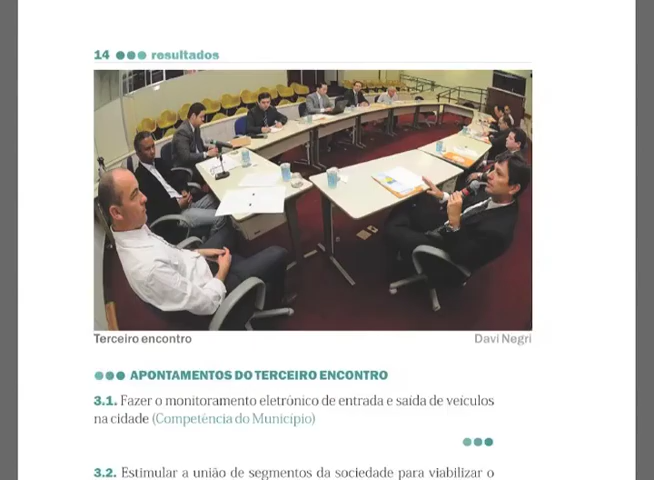 14 ●●● resultados
Terceiro encontro
Davi Negri
●●● APONTAMENTOS DO TERCEIRO ENCONTRO
3.1. Fazer o monitoramento eletrônico de entrada e saída de veículos
na cidade (Competência do Município)
●●●
3.2. Estimular a união de segmentos da sociedade para viabilizar o